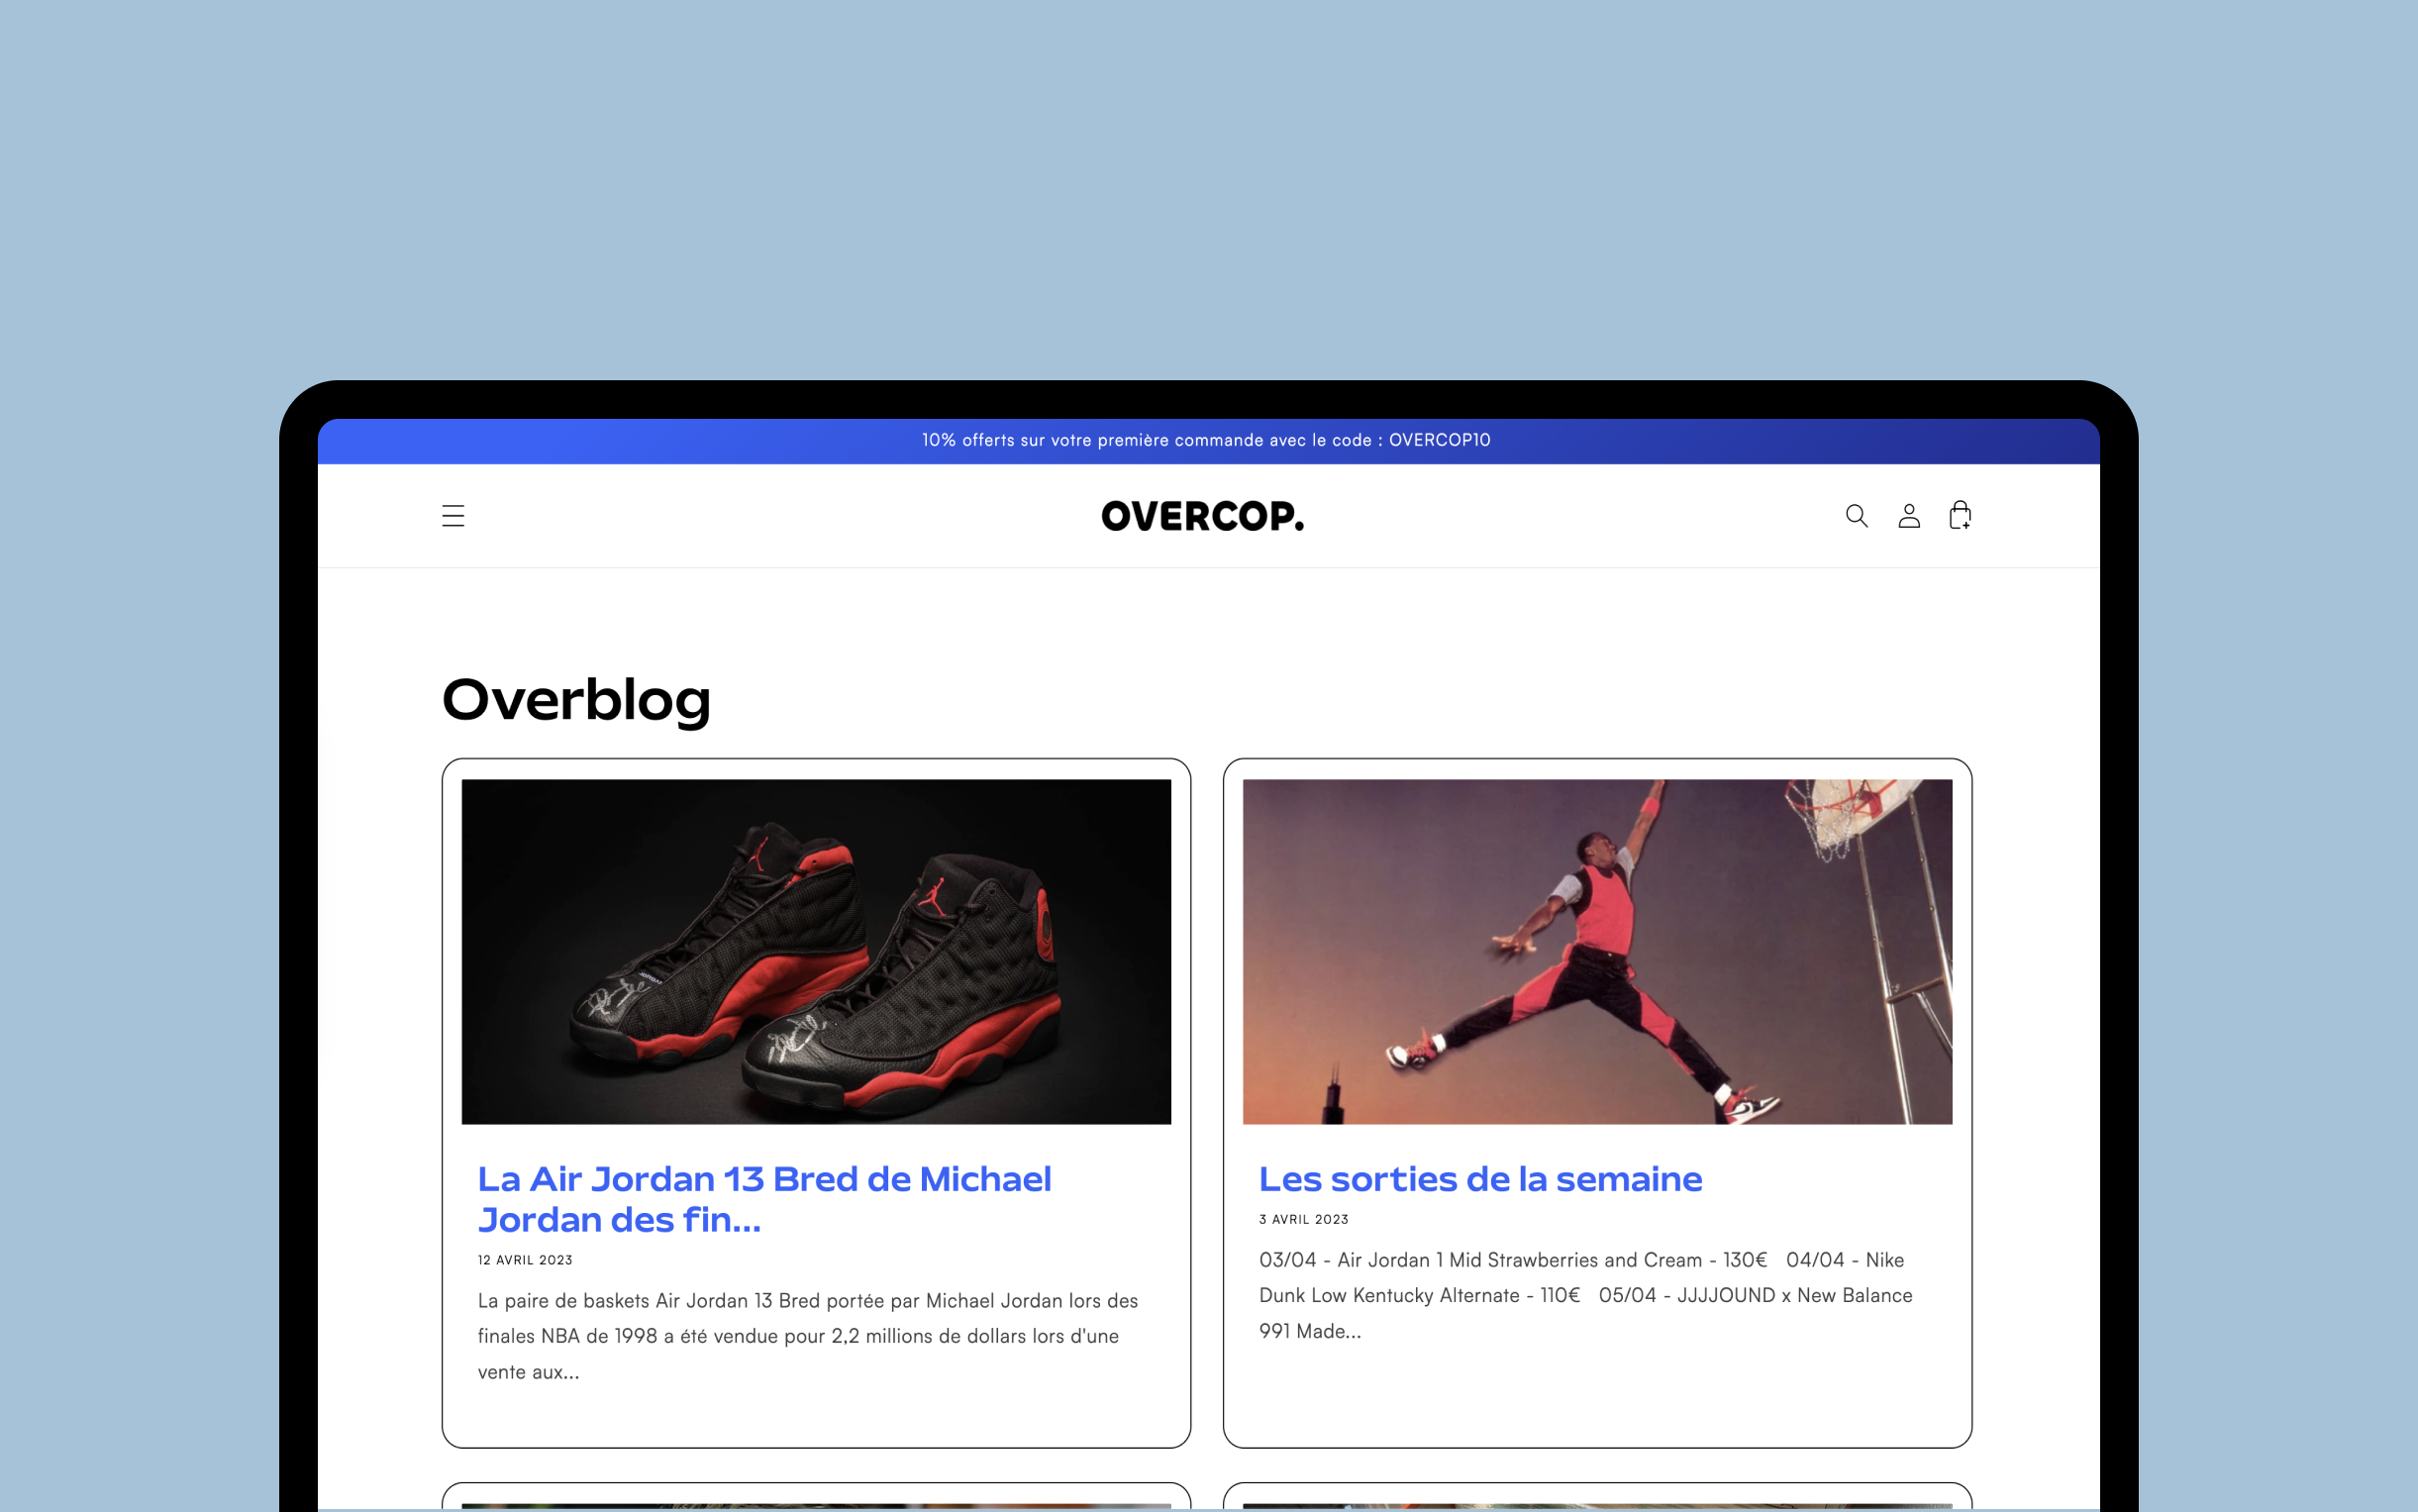 10% offerts sur votre première commande avec le code : OVERCOP10
OVERCOP.
Overblog
La Air Jordan 13 Bred de Michael
Jordan des fin...
12 AVRIL 2023
La paire de baskets Air Jordan 13 Bred portée par Michael Jordan lors des
finales NBA de 1998 a été vendue pour 2,2 millions de dollars lors d'une
vente aux...
Les sorties de la semaine
3 AVRIL 2023
03/04 - Air Jordan 1 Mid Strawberries and Cream - 130€ 04/04 - Nike
Dunk Low Kentucky Alternate - 110€ 05/04 - JJJJOUND x New Balance
991 Made...